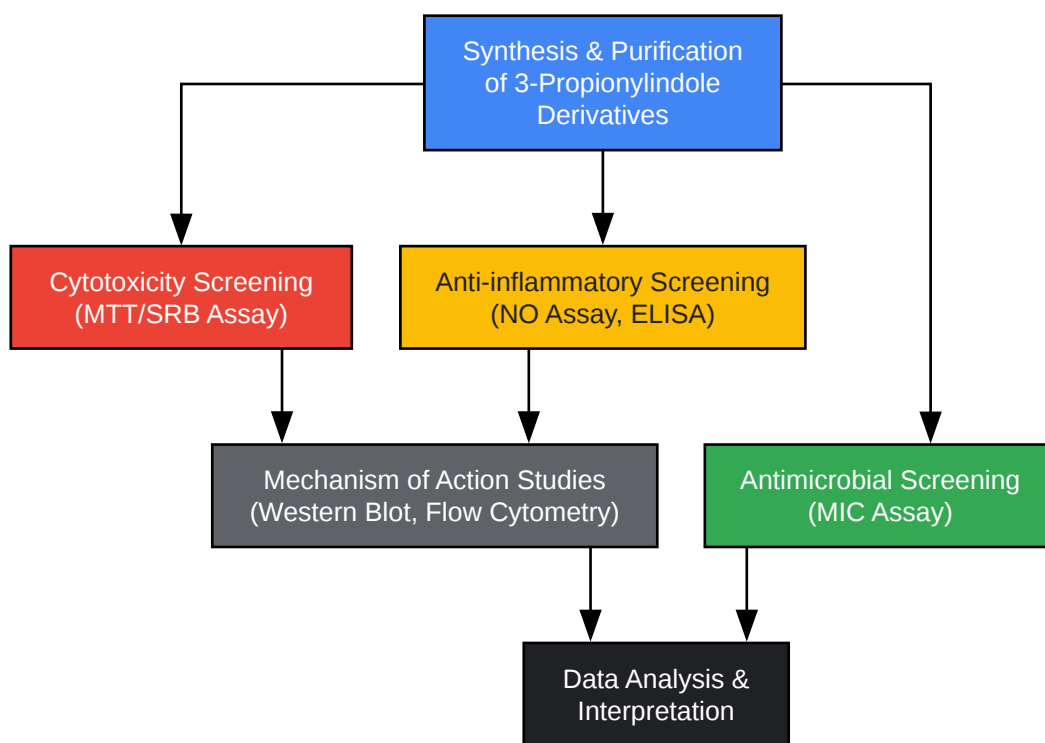 Synthesis & Purification
of 3-Propionylindole
Derivatives
Cytotoxicity Screening
(MTT/SRB Assay)
Anti-inflammatory Screening
(NO Assay, ELISA)
Mechanism of Action Studies
(Western Blot, Flow Cytometry)
Antimicrobial Screening
(MIC Assay)
Data Analysis &
Interpretation